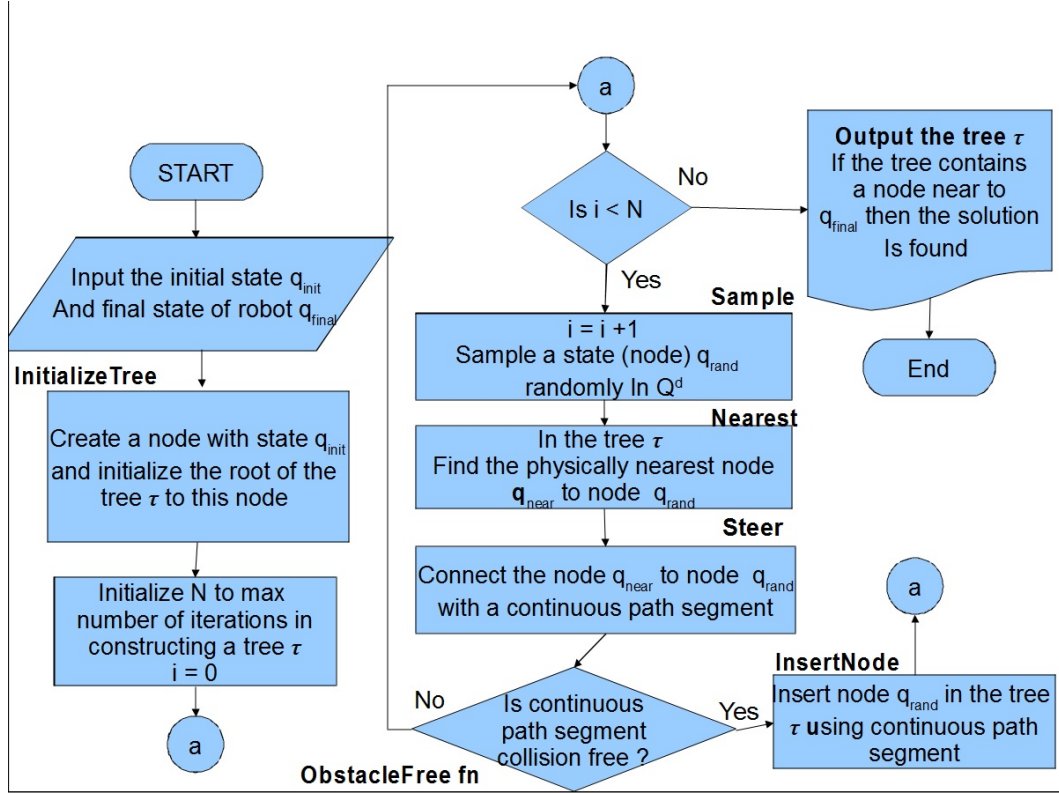 START
Input the initial state q_init
And final state of robot q_final
InitializeTree
Create a node with state q_init
and initialize the root of the
tree τ to this node
Initialize N to max
number of iterations in
constructing a tree τ
i = 0
a
a
Is i < N
No
Yes
Output the tree τ
If the tree contains
a node near to
q_final then the solution
Is found
End
Sample
i = i +1
Sample a state (node) q_rand
randomly In Q^d
Nearest
In the tree τ
Find the physically nearest node
q_near to node q_rand
Steer
Connect the node q_near to node q_rand
with a continuous path segment
No
Is continuous
path segment
collision free ?
Yes
ObstacleFree fn
InsertNode
Insert node q_rand in the tree
τ using continuous path
segment
a